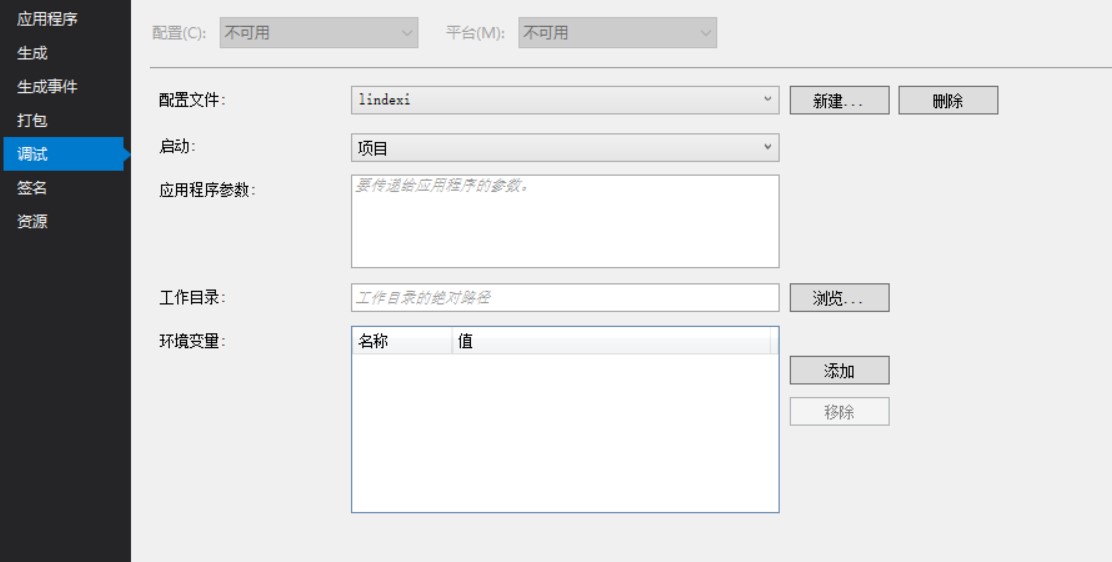 应用程序
生成
生成事件
打包
调试
签名
资源
配置(C): 不可用 平台(M): 不可用
配置文件: lindexi 新建... 删除
启动: 项目
应用程序参数: 要传递给应用程序的参数。
工作目录: 工作目录的绝对路径 浏览...
环境变量: 名称 值
添加
移除